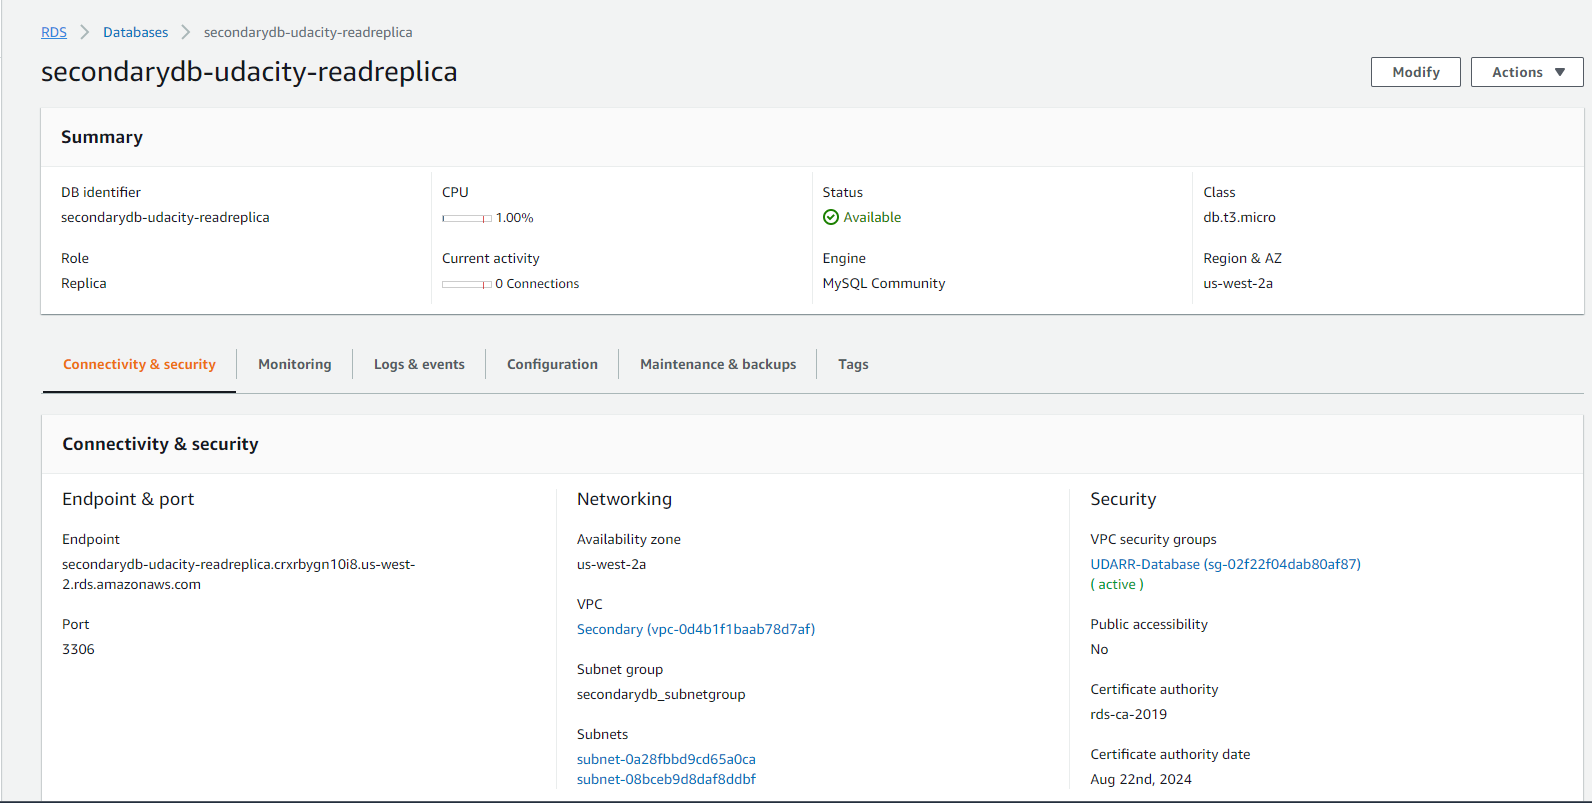 RDS > Databases > secondarydb-udacity-readreplica
secondarydb-udacity-readreplica
Modify
Actions ▼
Summary
DB identifier
secondarydb-udacity-readreplica
CPU
1.00%
Status
Available
Class
db.t3.micro
Role
Replica
Current activity
0 Connections
Engine
MySQL Community
Region & AZ
us-west-2a
Connectivity & security
Monitoring
Logs & events
Configuration
Maintenance & backups
Tags
Connectivity & security
Endpoint & port
Endpoint
secondarydb-udacity-readreplica.crxrbygn10i8.us-west-
2.rds.amazonaws.com
Port
3306
Networking
Availability zone
us-west-2a
VPC
Secondary (vpc-0d4b1f1baab78d7af)
Subnet group
secondarydb_subnetgroup
Subnets
subnet-0a28fbbd9cd65a0ca
subnet-08bceb9d8daf8ddbf
Security
VPC security groups
UDARR-Database (sg-02f22f04dab80af87)
( active )
Public accessibility
No
Certificate authority
rds-ca-2019
Certificate authority date
Aug 22nd, 2024